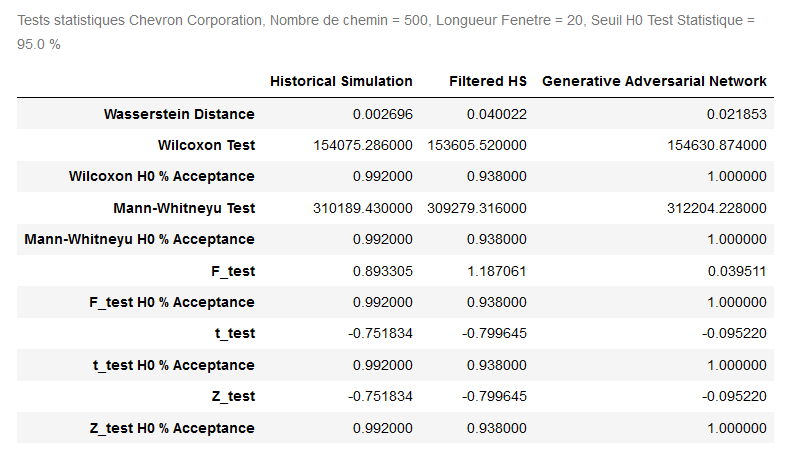 Tests statistiques Chevron Corporation, Nombre de chemin = 500, Longueur Fenetre = 20, Seuil H0 Test Statistique =
95.0 %
Historical Simulation Filtered HS Generative Adversarial Network
Wasserstein Distance 0.002696 0.040022 0.021853
Wilcoxon Test 154075.286000 153605.520000 154630.874000
Wilcoxon H0 % Acceptance 0.992000 0.938000 1.000000
Mann-Whitneyu Test 310189.430000 309279.316000 312204.228000
Mann-Whitneyu H0 % Acceptance 0.992000 0.938000 1.000000
F_test 0.893305 1.187061 0.039511
F_test H0 % Acceptance 0.992000 0.938000 1.000000
t_test -0.751834 -0.799645 -0.095220
t_test H0 % Acceptance 0.992000 0.938000 1.000000
Z_test -0.751834 -0.799645 -0.095220
Z_test H0 % Acceptance 0.992000 0.938000 1.000000